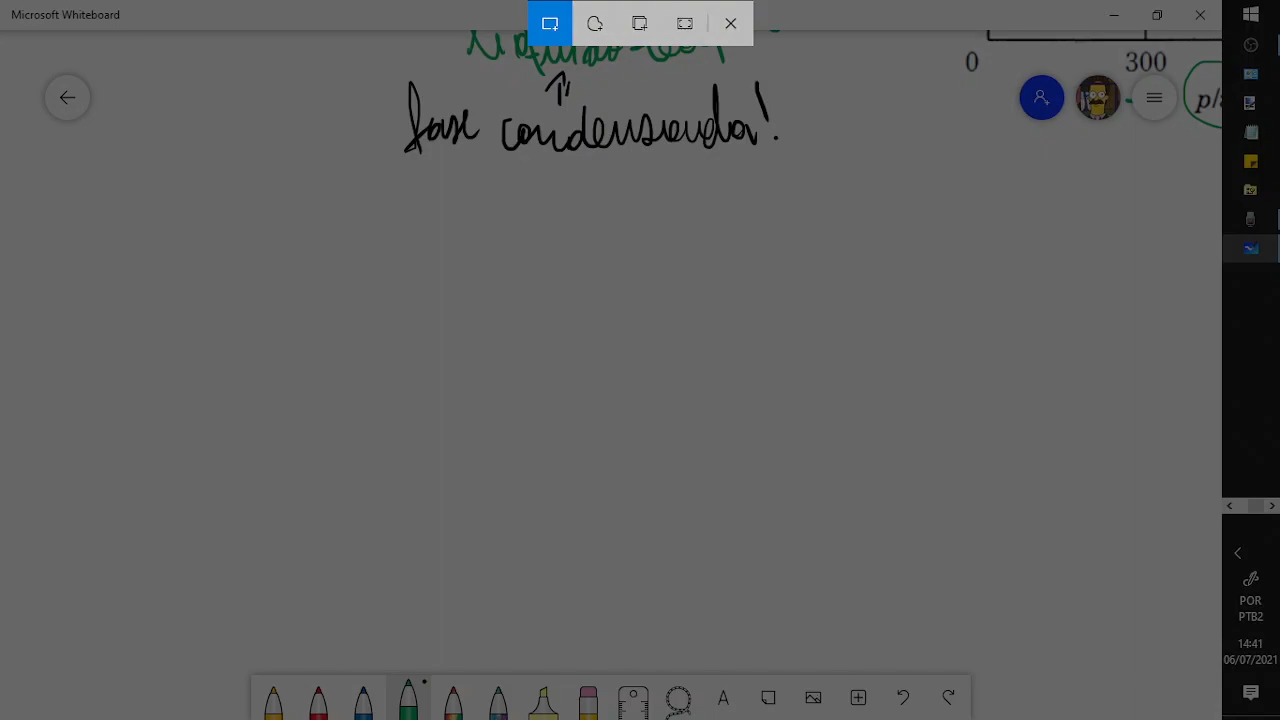 Microsoft Whiteboard
0 300
p/
fase condensada!
A
POR
PTB2
14:41
06/07/2021